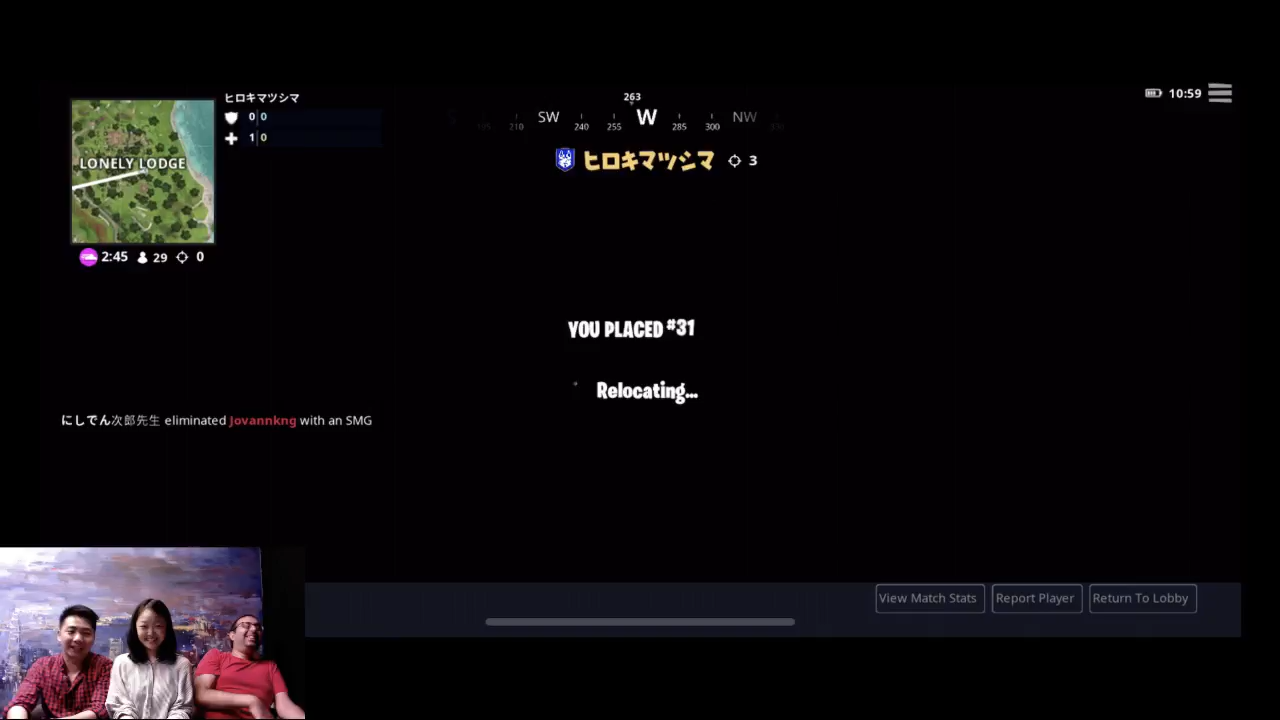 ヒロキマツシマ
0|0
1|0
LONELY LODGE
2:45 29 0
263
SW W NW
210 240 255 285 300
ヒロキマツシマ 3
10:59
YOU PLACED #31
Relocating...
にしでん次郎先生 eliminated Jovannkng with an SMG
View Match Stats
Report Player
Return To Lobby